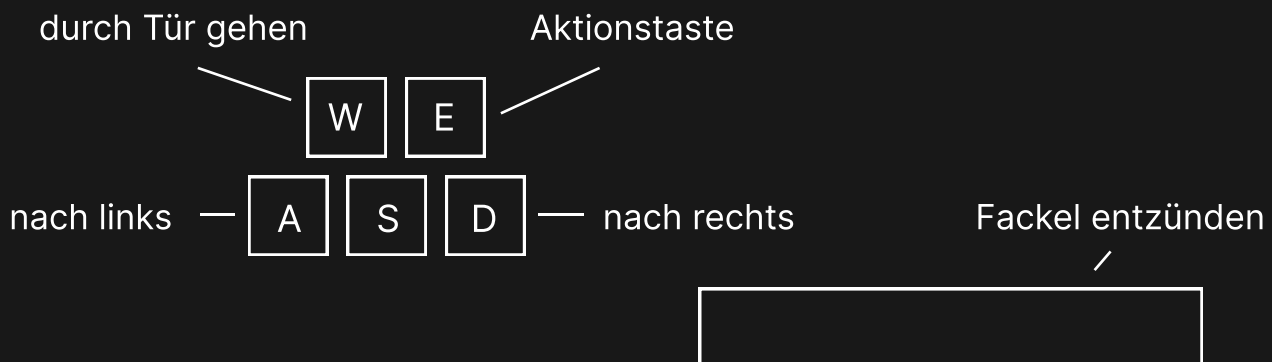 durch Tür gehen
Aktionstaste
W E
nach links A S D nach rechts
Fackel entzünden